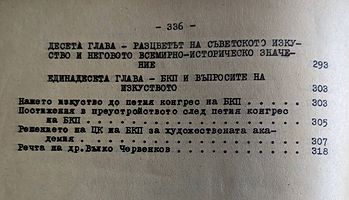 - 336 -
ДЕСЕТА ГЛАВА - РАЗЦВЕТЪТ НА СЪВЕТСКОТО ИЗКУ-
СТВО И НЕГОВОТО ВСЕМИРНО-ИСТОРИЧЕСКО ЗНАЧЕ-
НИЕ 293
ЕДИНАДЕСЕТА ГЛАВА - БКП И ВЪПРОСИТЕ НА
ИЗКУСТВОТО 303
Нашето изкуство до петия конгрес на БКП . . . . . . 303
Постижения в преустройството след петия конгрес
на БКП . . . . . . . . . . . . . . . . . . . 305
Решението на ЦК на БКП за художествената ака-
демия . . . . . . . . . . . . . . . . . . . . 307
Речта на др.Вълко Червенков . . . . . . . . . . . 318